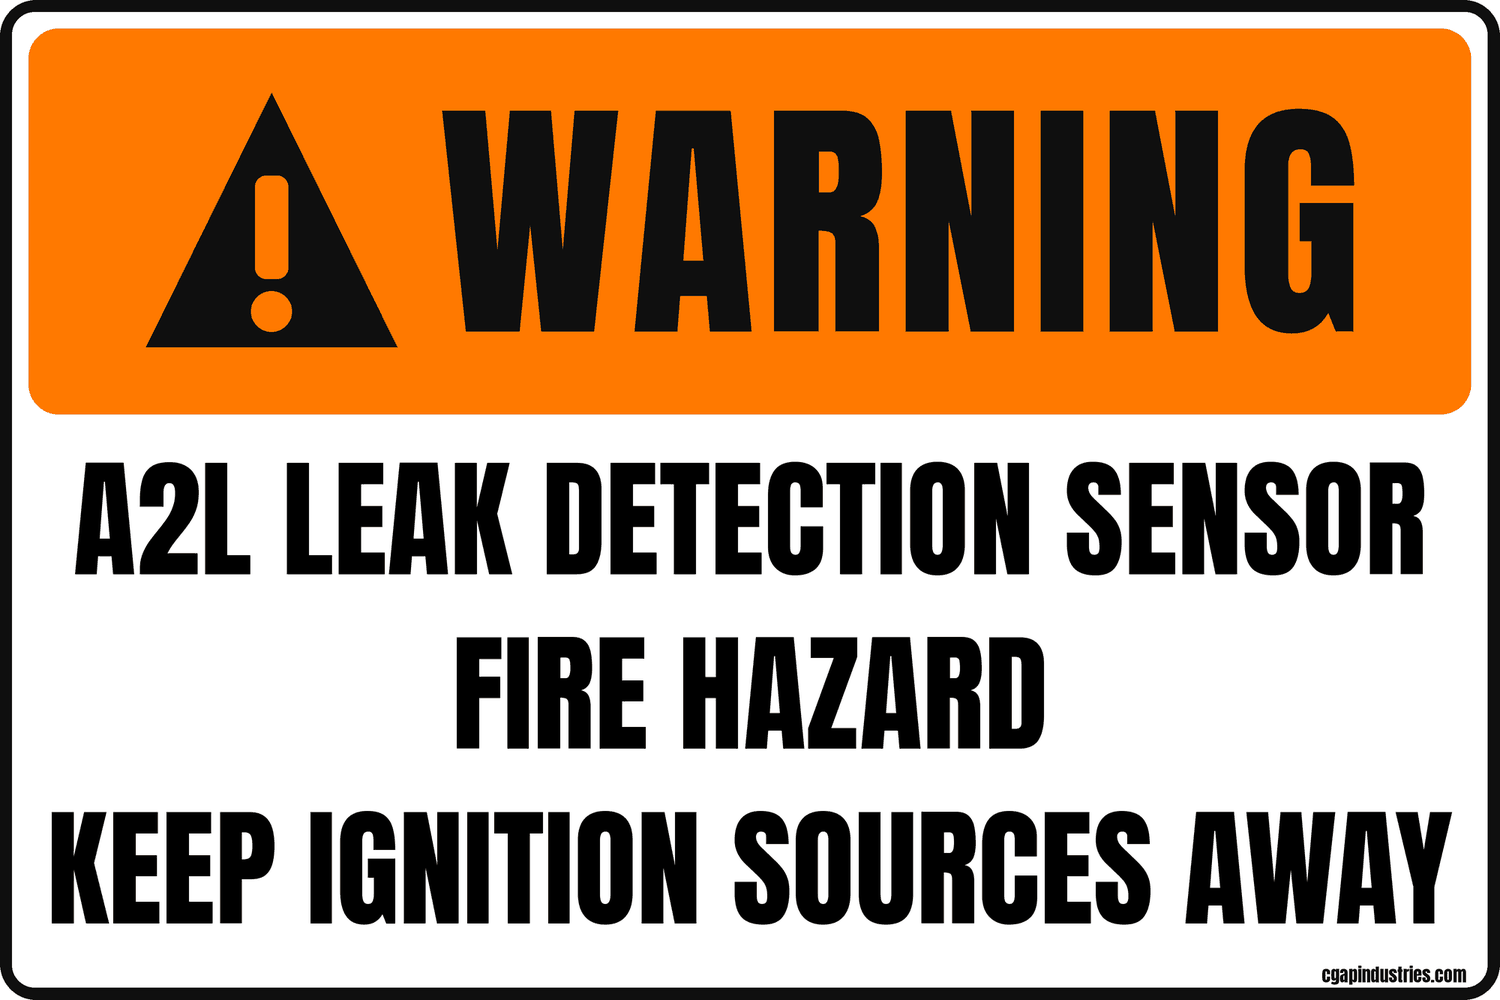 WARNING
A2L LEAK DETECTION SENSOR
FIRE HAZARD
KEEP IGNITION SOURCES AWAY
cgapindustries.com